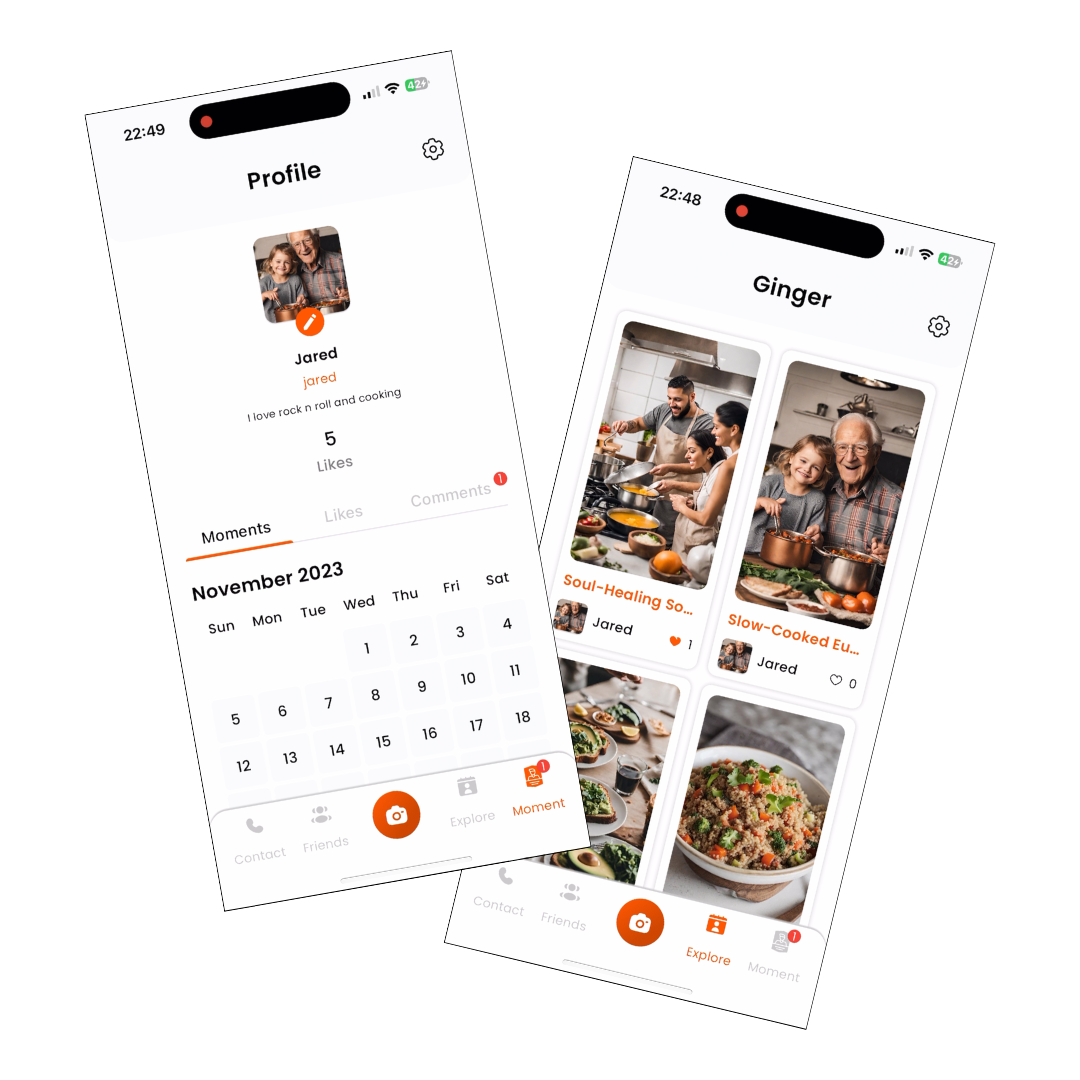 22:49
42
Profile
Jared
jared
I love rock n roll and cooking
5
Likes
Moments
Likes
Comments
1
November 2023
Sun Mon Tue Wed Thu Fri Sat
1 2 3 4
5 6 7 8 9 10 11
12 13 14 15 16 17 18
Contact
Friends
Explore
1
Moment
22:48
42
Ginger
Soul-Healing So...
Jared
1
Slow-Cooked Eu...
Jared
0
Contact
Friends
Explore
1
Moment